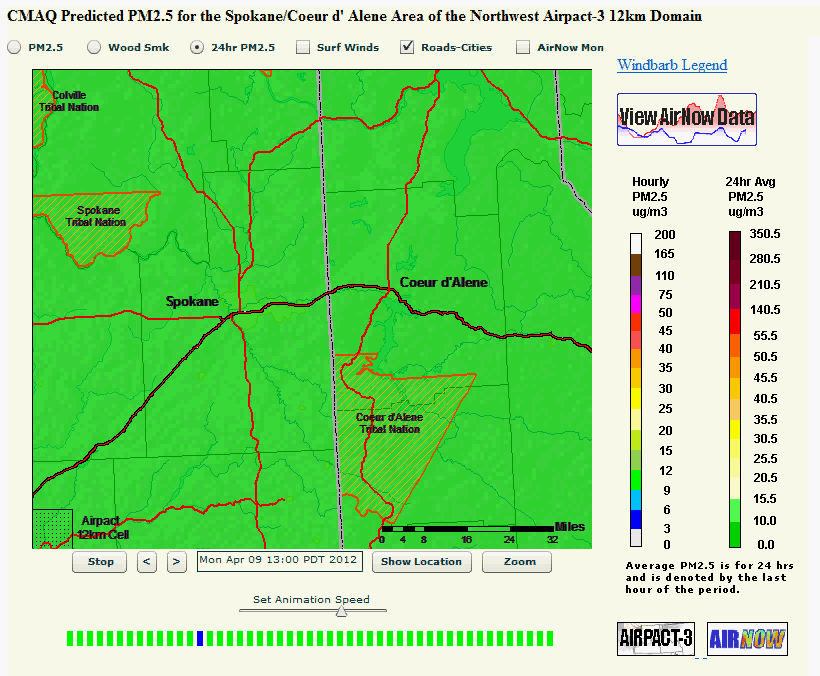 CMAQ Predicted PM2.5 for the Spokane/Coeur d' Alene Area of the Northwest Airpact-3 12km Domain
PM2.5 Wood Smk 24hr PM2.5 Surf Winds Roads-Cities AirNow Mon
Windbarb Legend
View AirNow Data
Colville
Tribal Nation
Spokane
Tribal Nation
Spokane
Coeur d'Alene
Coeur d'Alene
Tribal Nation
Airpact
12km Cell
Miles
0 4 8 16 24 32
Hourly
PM2.5
ug/m3
200
165
110
75
50
45
40
35
30
25
20
15
12
9
6
3
0
24hr Avg
PM2.5
ug/m3
350.5
280.5
210.5
140.5
55.5
50.5
45.5
40.5
35.5
30.5
25.5
20.5
15.5
10.0
0.0
Average PM2.5 is for 24 hrs
and is denoted by the last
hour of the period.
Stop < > Mon Apr 09 13:00 PDT 2012 Show Location Zoom
Set Animation Speed
AIRPACT-3 AIRNOW